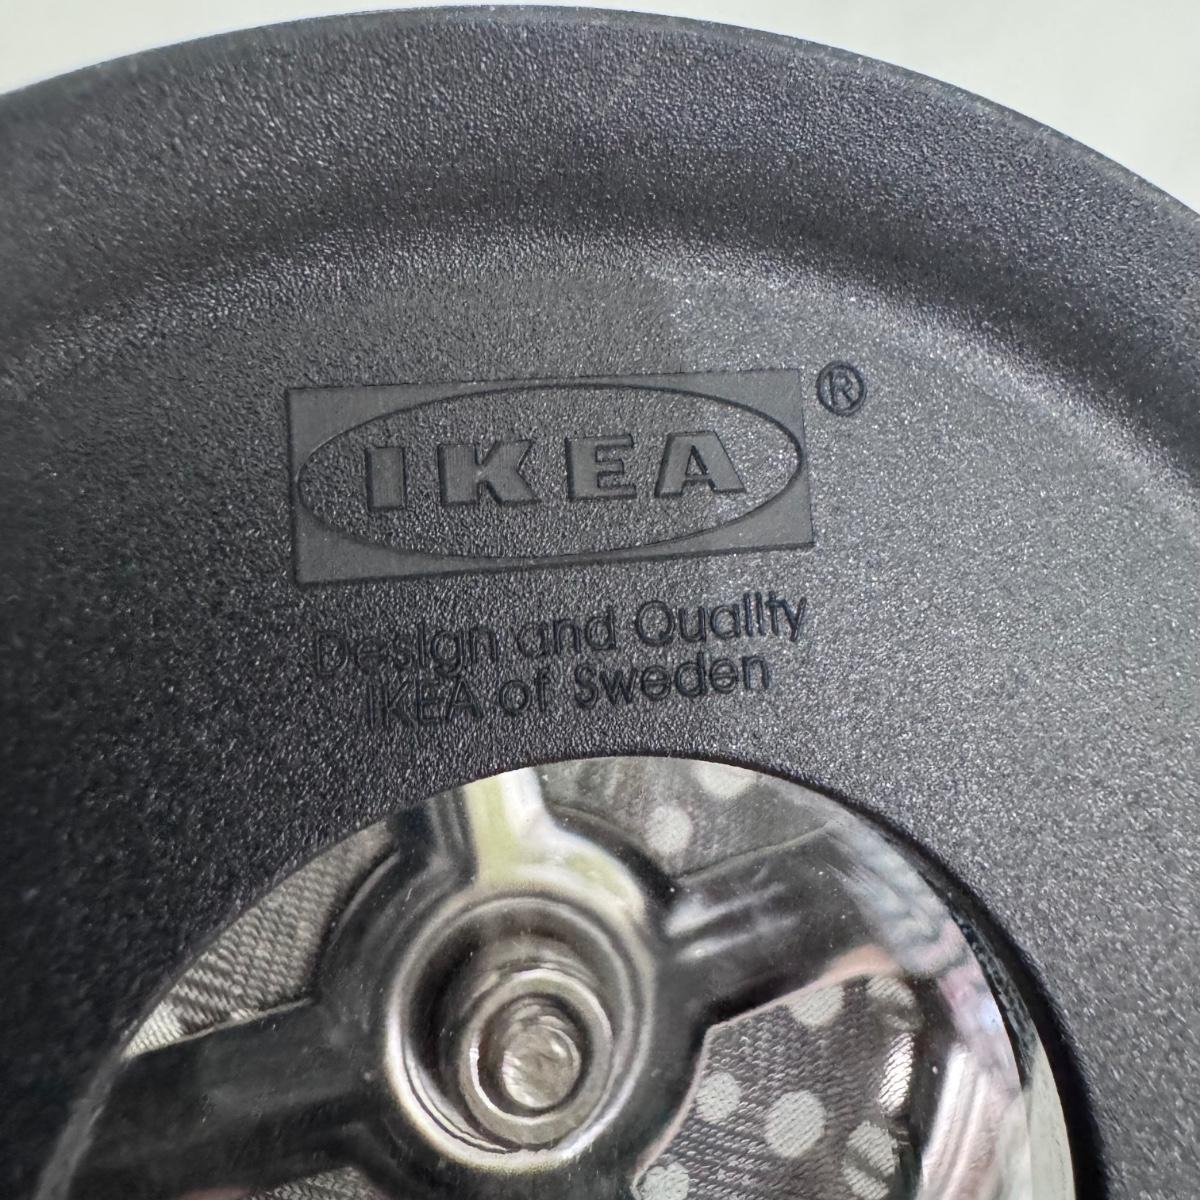 IKEA®
Design and Quality
IKEA of Sweden